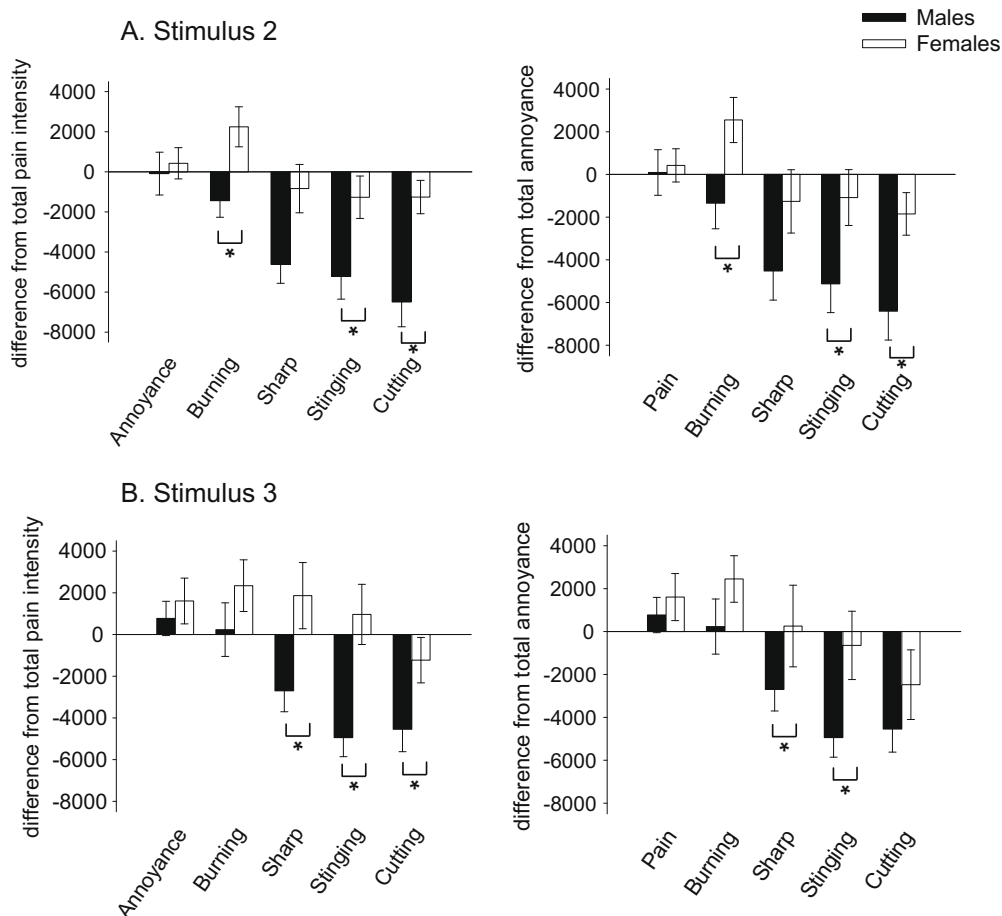 A. Stimulus 2
Males
Females
difference from total pain intensity
4000
2000
0
-2000
-4000
-6000
-8000
*
*
*
Annoyance
Burning
Sharp
Stinging
Cutting
difference from total annoyance
4000
2000
0
-2000
-4000
-6000
-8000
*
*
*
Pain
Burning
Sharp
Stinging
Cutting
B. Stimulus 3
difference from total pain intensity
4000
2000
0
-2000
-4000
-6000
-8000
*
*
*
Annoyance
Burning
Sharp
Stinging
Cutting
difference from total annoyance
4000
2000
0
-2000
-4000
-6000
-8000
*
*
Pain
Burning
Sharp
Stinging
Cutting